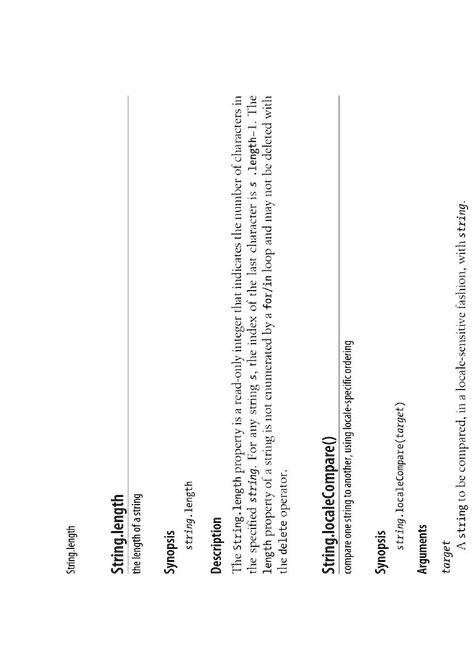 String.length
String.length
the length of a string
Synopsis
string.length
Description
The String.length property is a read-only integer that indicates the number of characters in
the specified string. For any string s, the index of the last character is s .length–1. The
length property of a string is not enumerated by a for/in loop and may not be deleted with
the delete operator.
String.localeCompare()
compare one string to another, using locale-specific ordering
Synopsis
string.localeCompare(target)
Arguments
target
A string to be compared, in a locale-sensitive fashion, with string.